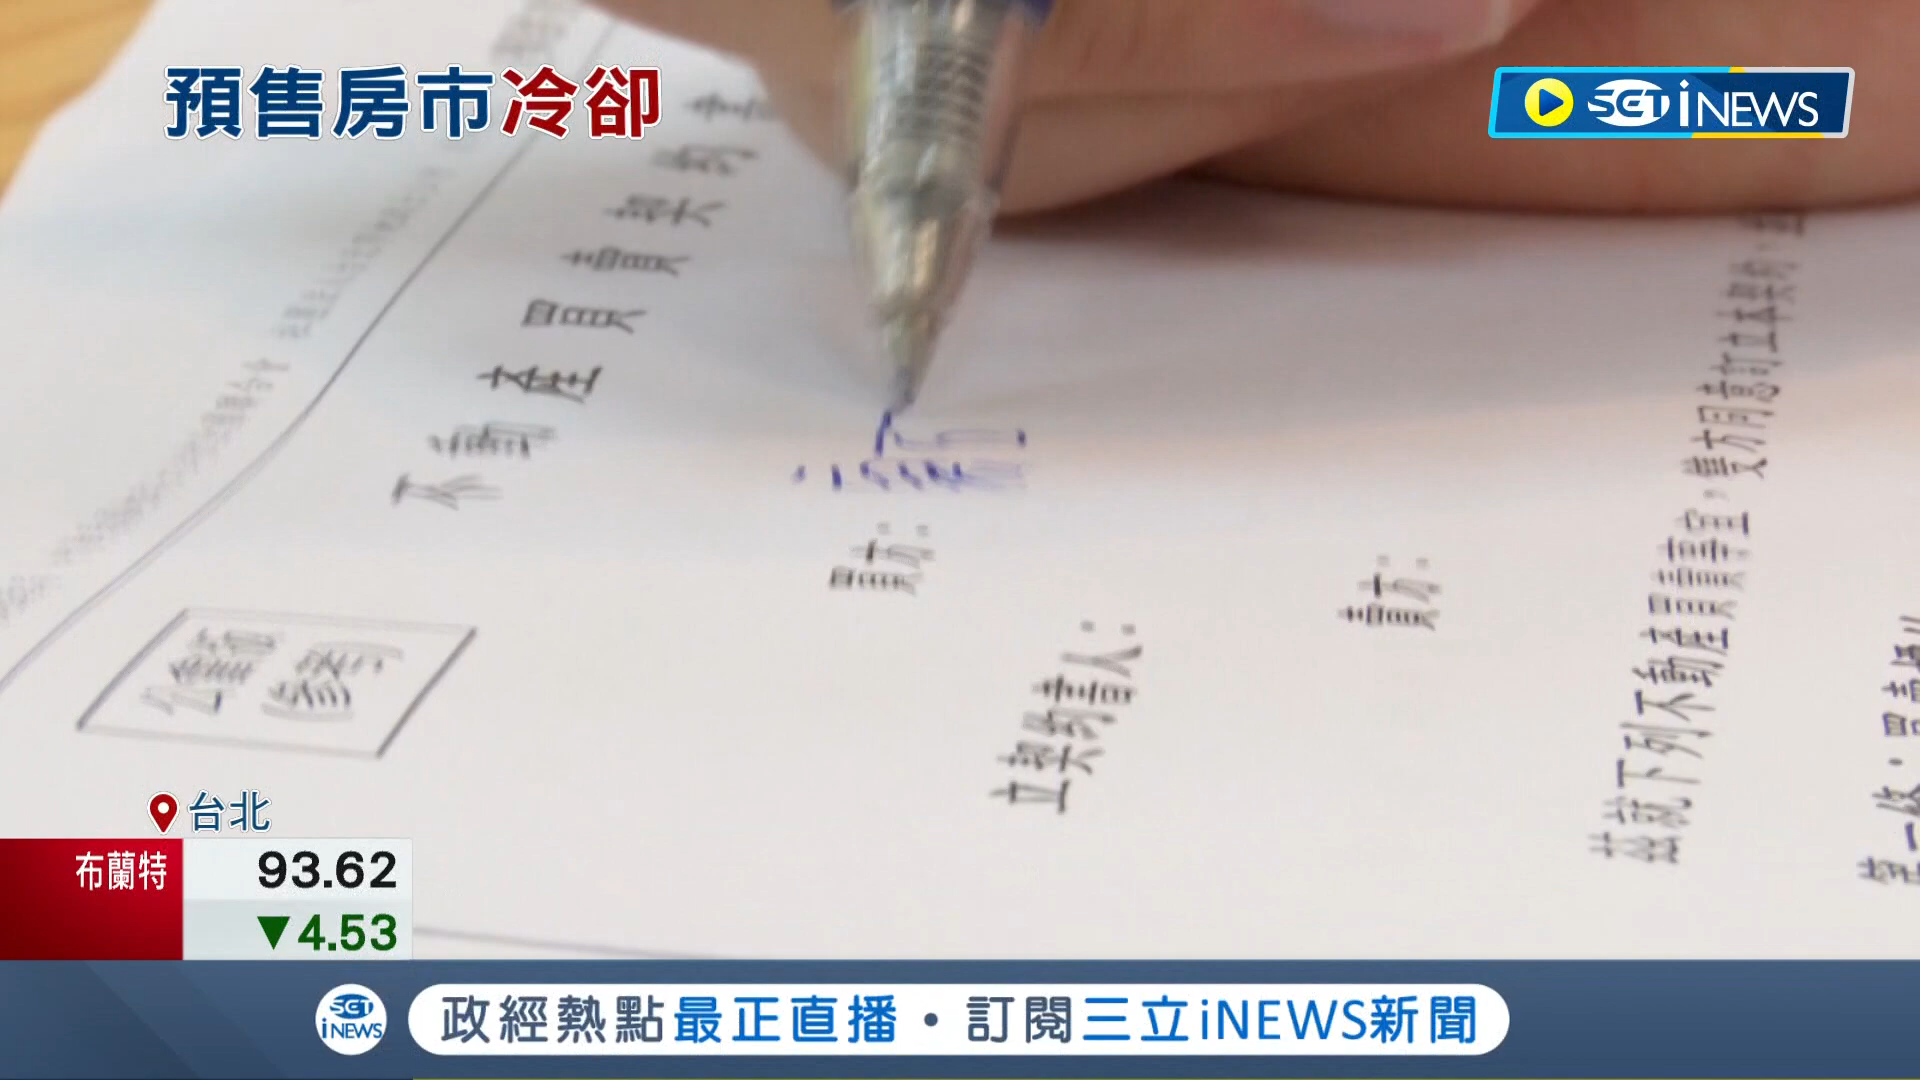 預售房市冷卻
SET iNEWS
不動產買賣契約書
買方：
立契約書人：
賣方：
茲就下列不動產買賣事宜，雙方同意訂立本契約，
台北
布蘭特
93.62
▼4.53
SET iNEWS
政經熱點最正直播・訂閱三立iNEWS新聞